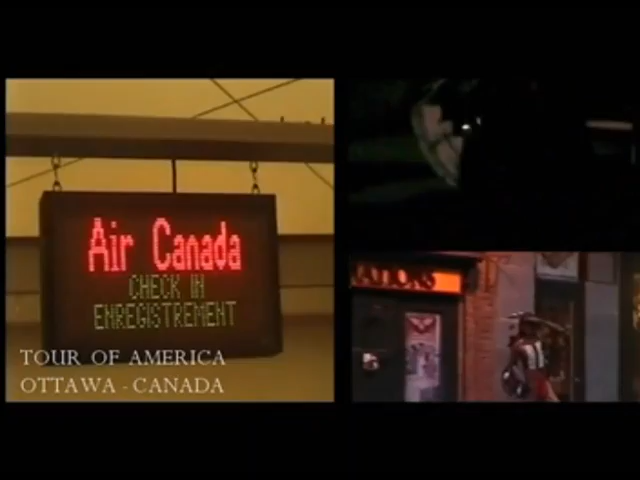 Air Canada
CHECK IN
ENREGISTREMENT
TOUR OF AMERICA
OTTAWA - CANADA